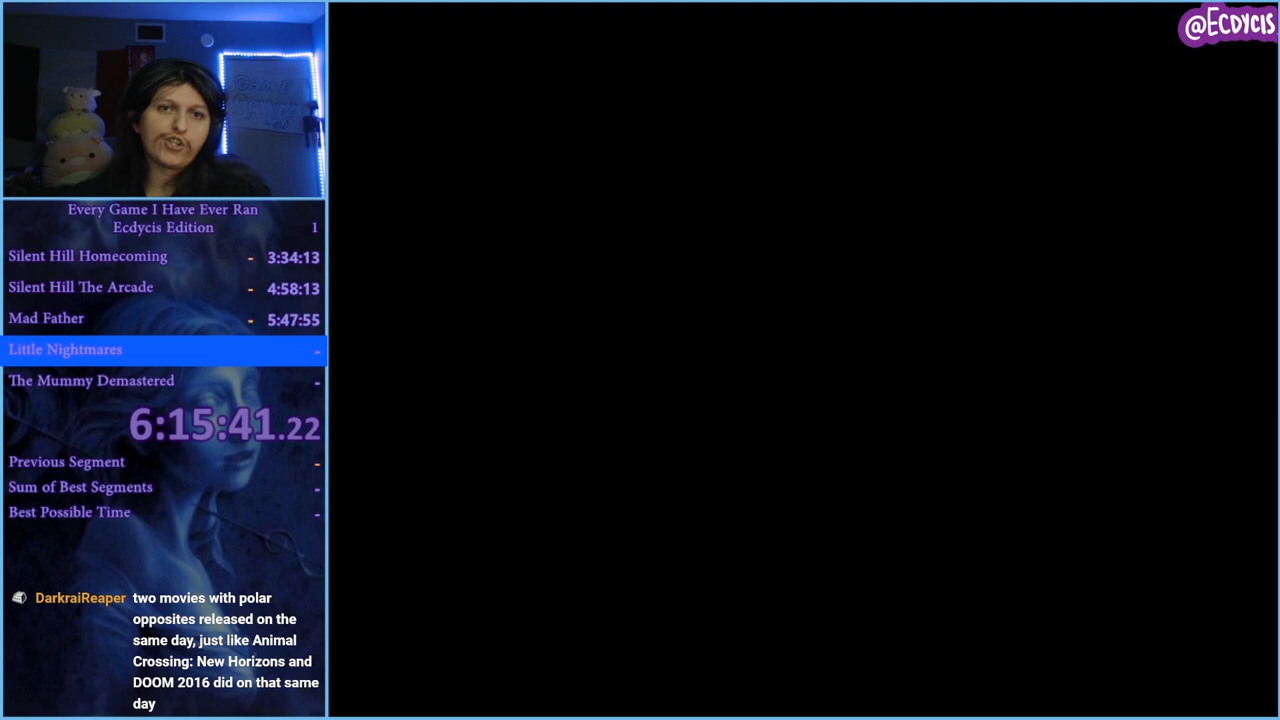 @ECDYCIS
GAME
Every Game I Have Ever Ran
Ecdycis Edition 1
Silent Hill Homecoming - 3:34:13
Silent Hill The Arcade - 4:58:13
Mad Father - 5:47:55
Little Nightmares -
The Mummy Demastered -
6:15:41.22
Previous Segment -
Sum of Best Segments -
Best Possible Time -
DarkraiReaper two movies with polar
opposites released on the
same day, just like Animal
Crossing: New Horizons and
DOOM 2016 did on that same
day